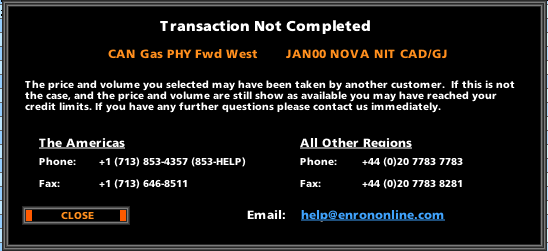 Transaction Not Completed
CAN Gas PHY Fwd West JAN00 NOVA NIT CAD/GJ
The price and volume you selected may have been taken by another customer. If this is not
the case, and the price and volume are still show as available you may have reached your
credit limits. If you have any further questions please contact us immediately.
The Americas All Other Regions
Phone: +1 (713) 853-4357 (853-HELP) Phone: +44 (0)20 7783 7783
Fax: +1 (713) 646-8511 Fax: +44 (0)20 7783 8281
CLOSE Email: help@enrononline.com